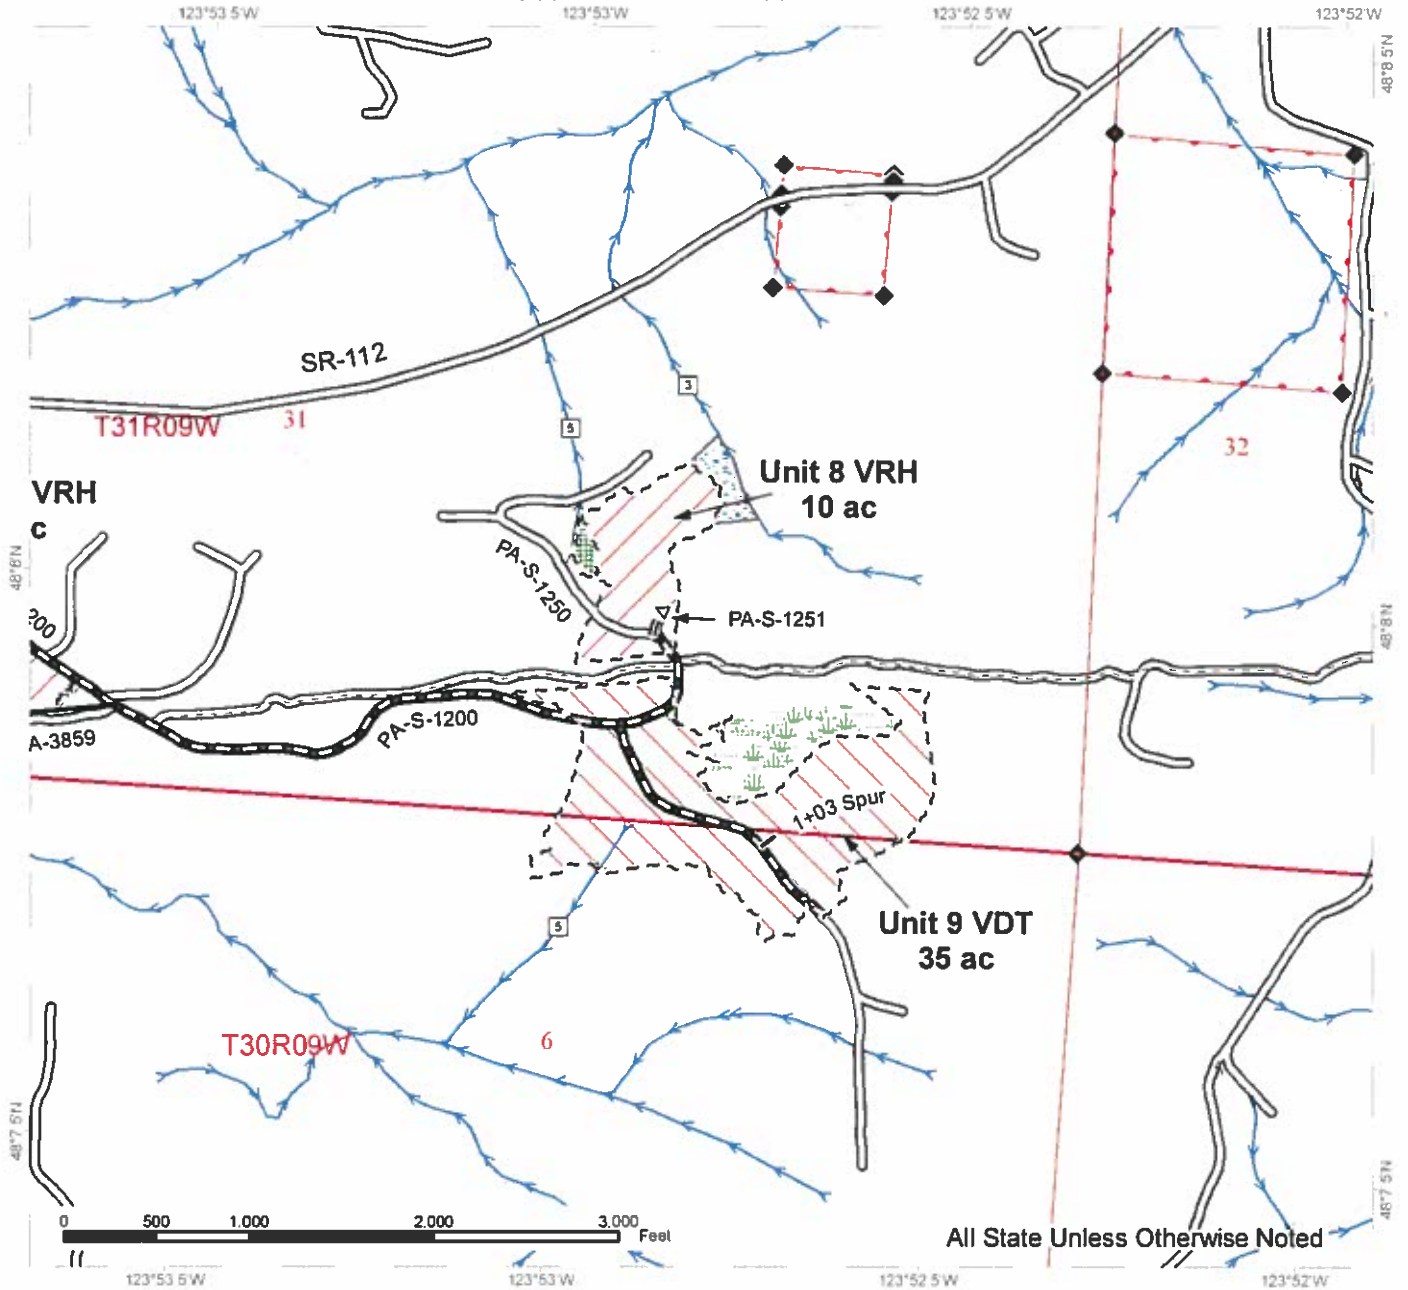 123°53 5'W
123°53'W
123°52 5'W
123°52'W
48°8 5'N
SR-112
T31R09W
31
3
5
32
VRH
c
Unit 8 VRH
10 ac
48°8'N
PA-S-1250
PA-S-1251
200
48°8'N
A-3859
PA-S-1200
1+03 Spur
Unit 9 VDT
35 ac
5
T30R09W
6
48°7 5'N
48°7 5'N
0
500
1.000
2.000
3.000
Feet
All State Unless Otherwise Noted
123°53 5'W
123°53'W
123°52 5'W
123°52'W